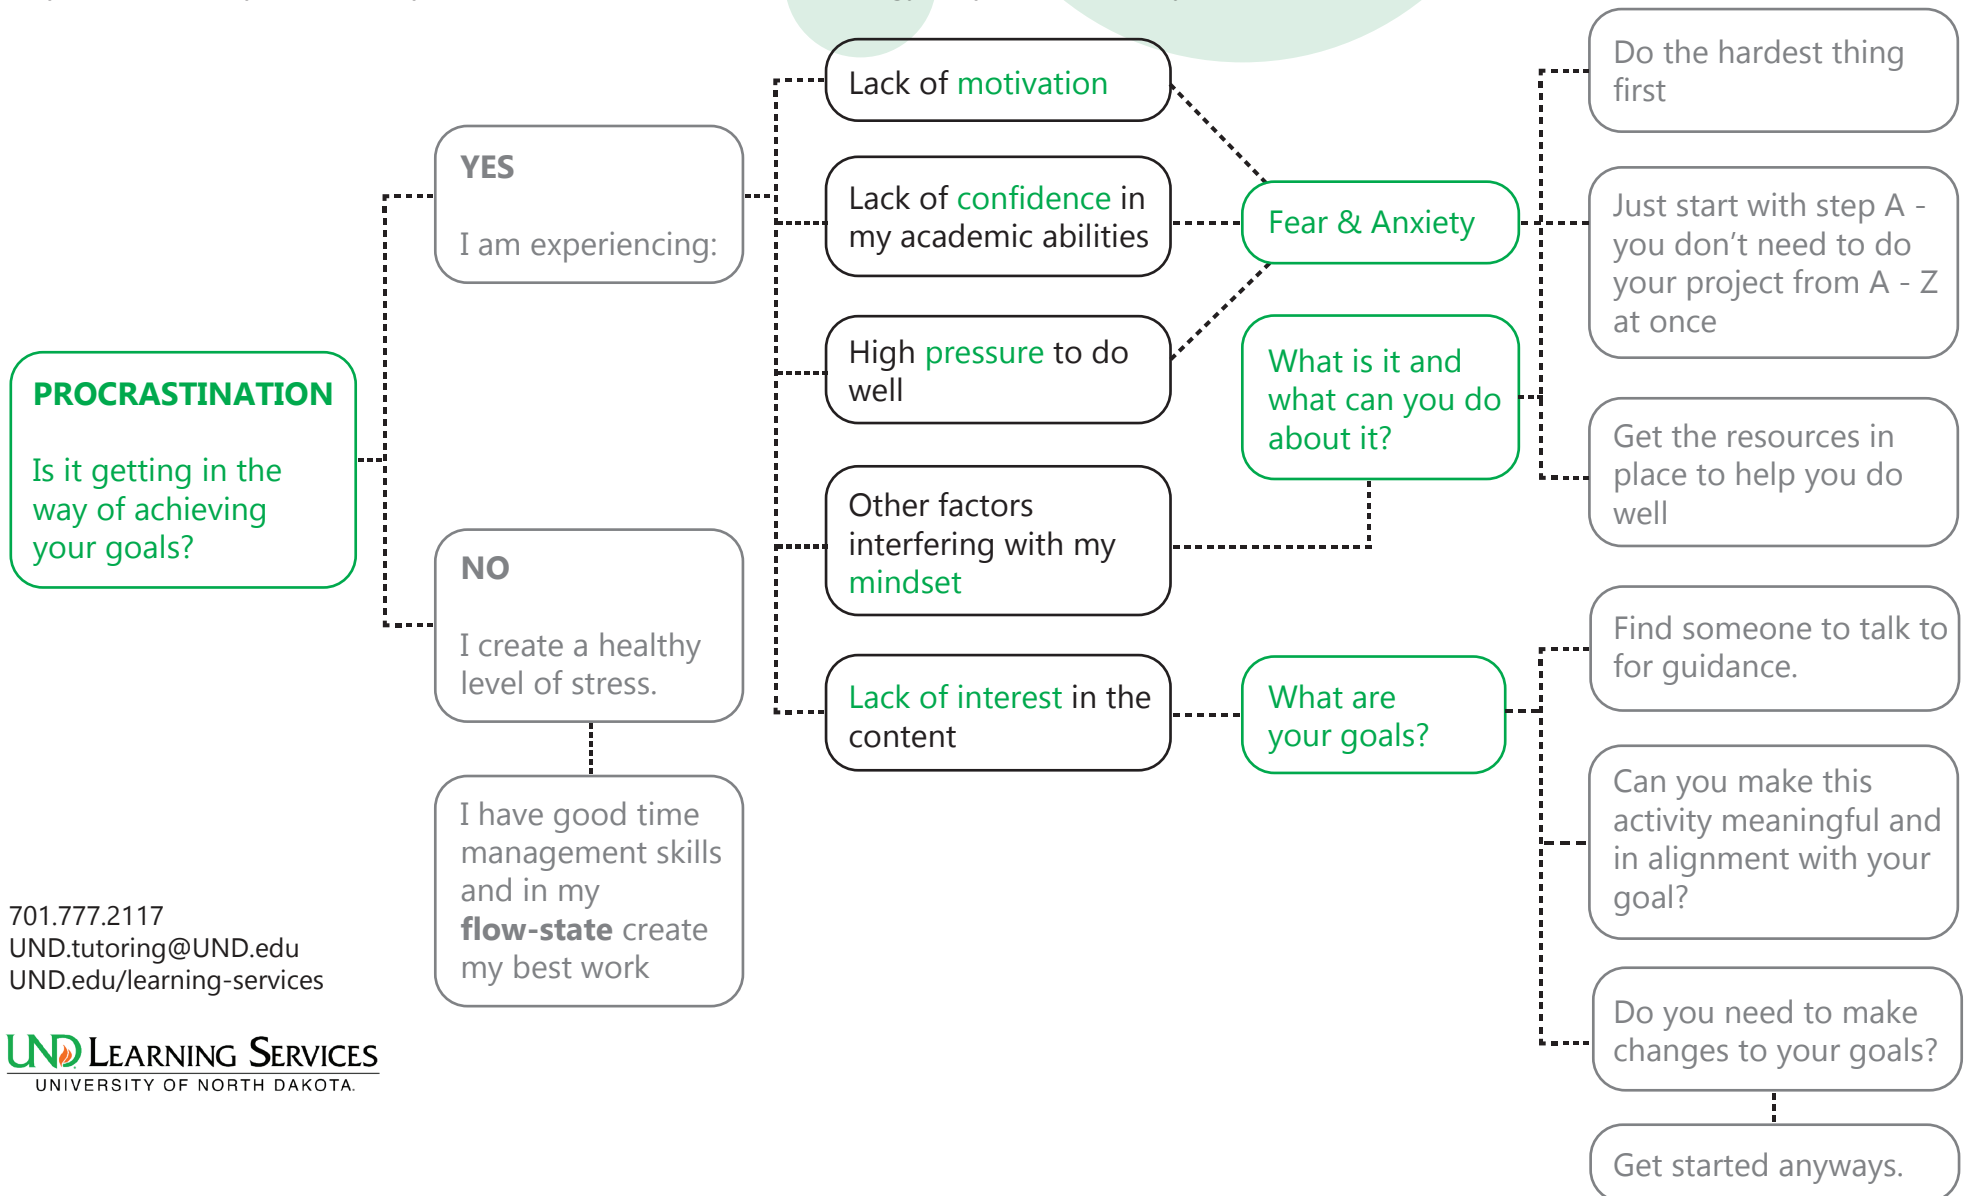 PROCRASTINATION
Is it getting in the
way of achieving
your goals?
YES
I am experiencing:
NO
I create a healthy
level of stress.
I have good time
management skills
and in my
flow-state create
my best work
Lack of motivation
Lack of confidence in
my academic abilities
High pressure to do
well
Other factors
interfering with my
mindset
Lack of interest in the
content
Fear & Anxiety
What is it and
what can you do
about it?
What are
your goals?
Do the hardest thing
first
Just start with step A -
you don’t need to do
your project from A - Z
at once
Get the resources in
place to help you do
well
Find someone to talk to
for guidance.
Can you make this
activity meaningful and
in alignment with your
goal?
Do you need to make
changes to your goals?
Get started anyways.
701.777.2117
UND.tutoring@UND.edu
UND.edu/learning-services
UND LEARNING SERVICES
UNIVERSITY OF NORTH DAKOTA.